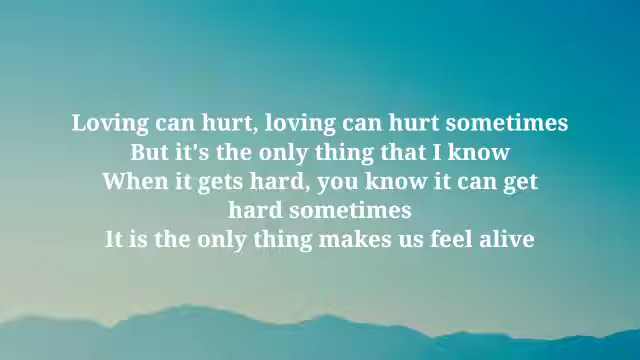 Loving can hurt, loving can hurt sometimes
But it's the only thing that I know
When it gets hard, you know it can get
hard sometimes
It is the only thing makes us feel alive